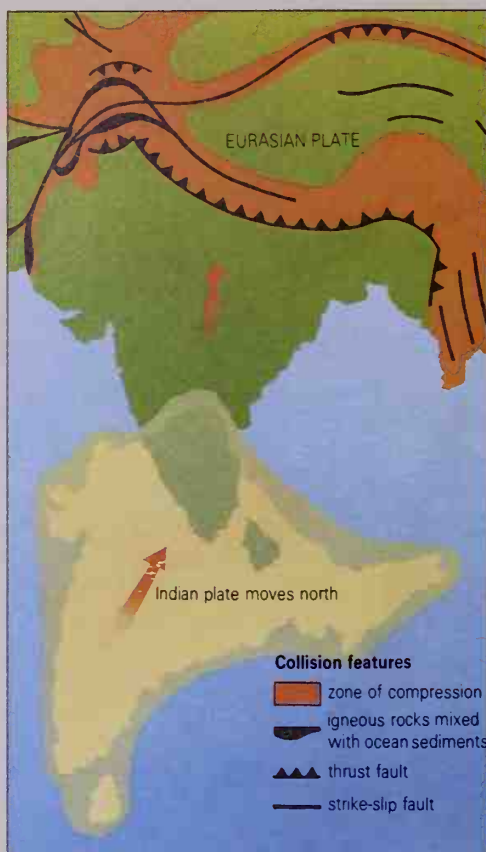 EURASIAN PLATE
Indian plate moves north
Collision features
zone of compression
igneous rocks mixed
with ocean sediments
thrust fault
strike-slip fault